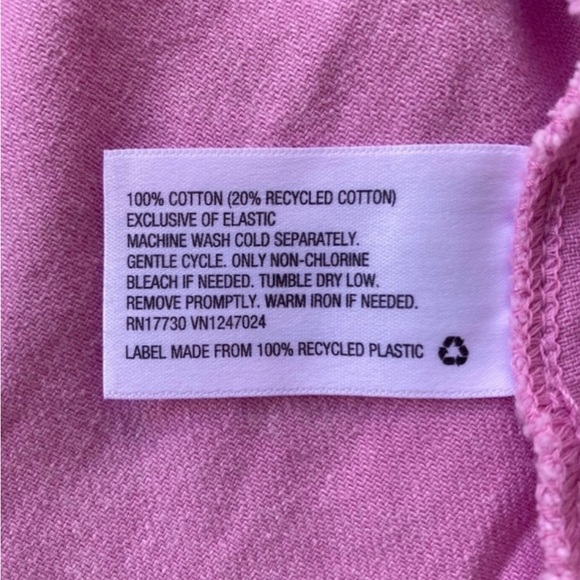 100% COTTON (20% RECYCLED COTTON)
EXCLUSIVE OF ELASTIC
MACHINE WASH COLD SEPARATELY.
GENTLE CYCLE. ONLY NON-CHLORINE
BLEACH IF NEEDED. TUMBLE DRY LOW.
REMOVE PROMPTLY. WARM IRON IF NEEDED.
RN17730 VN1247024
LABEL MADE FROM 100% RECYCLED PLASTIC